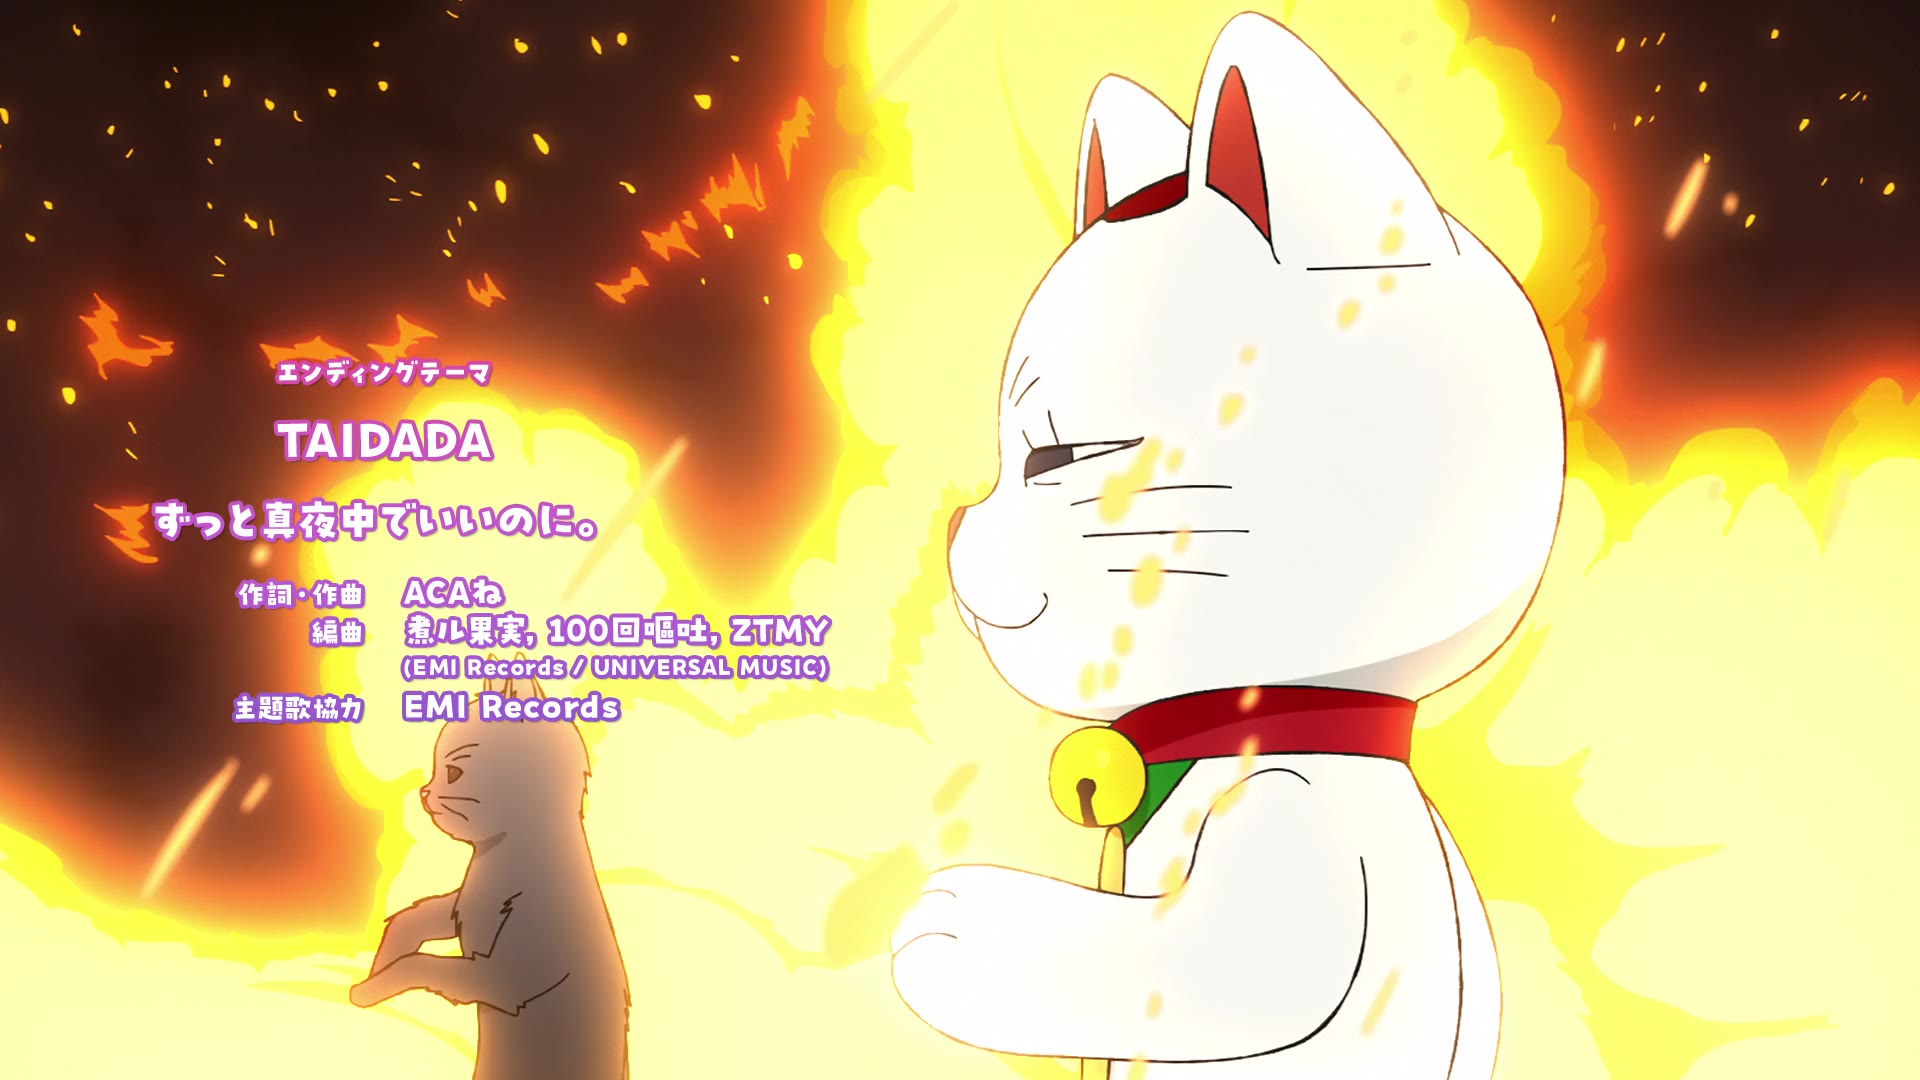 エンディングテーマ
TAIDADA
ずっと真夜中でいいのに。
作詞・作曲 ACAね
編曲 煮ル果実, 100回嘔吐, ZTMY
(EMI Records / UNIVERSAL MUSIC)
主題歌協力 EMI Records